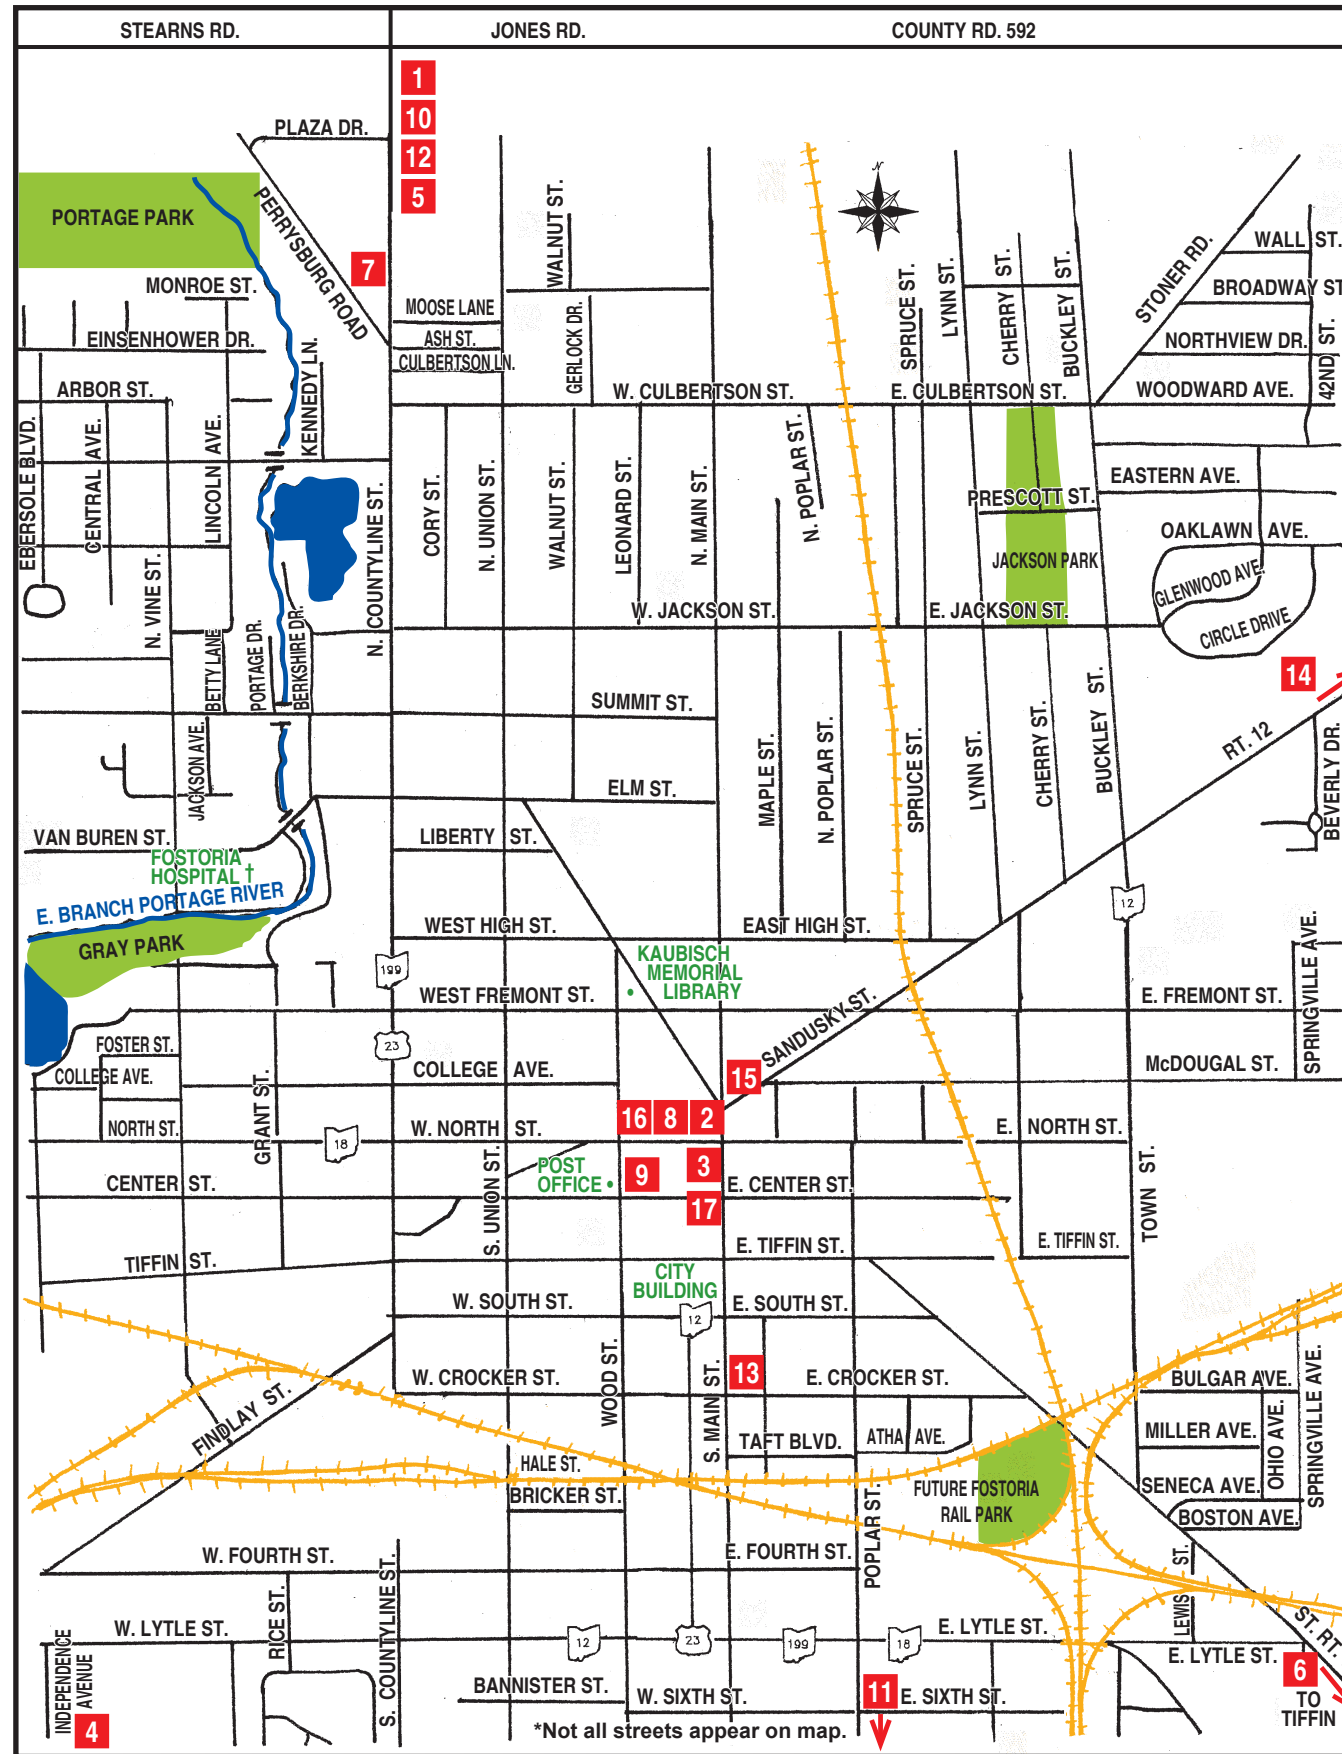 STEARNS RD.
JONES RD.
COUNTY RD. 592
1
10
12
5
PLAZA DR.
N
PORTAGE PARK
PERRYSBURG ROAD
7
WALNUT ST.
STONER RD.
WALL ST.
BROADWAY ST
MONROE ST.
MOOSE LANE
EINSENHOWER DR.
ASH ST.
CULBERTSON LN.
GERLOCK DR.
SPRUCE ST.
LYNN ST.
CHERRY ST.
BUCKLEY ST.
NORTHVIEW DR.
42ND ST.
KENNEDY LN.
ARBOR ST.
W. CULBERTSON ST.
E. CULBERTSON ST.
WOODWARD AVE.
EBERSOLE BLVD.
CENTRAL AVE.
LINCOLN AVE.
N. COUNTYLINE ST.
CORY ST.
N. UNION ST.
WALNUT ST.
LEONARD ST.
N. MAIN ST.
N. POPLAR ST.
EASTERN AVE.
PRESCOTT ST.
OAKLAWN AVE.
JACKSON PARK
GLENWOOD AVE.
N. VINE ST.
W. JACKSON ST.
E. JACKSON ST.
CIRCLE DRIVE
BETTY LANE
PORTAGE DR.
BERKSHIRE DR.
14
SUMMIT ST.
RT. 12
JACKSON AVE.
MAPLE ST.
N. POPLAR ST.
SPRUCE ST.
LYNN ST.
CHERRY ST.
BUCKLEY ST.
BEVERLY DR.
ELM ST.
VAN BUREN ST.
LIBERTY ST.
FOSTORIA
HOSPITAL †
E. BRANCH PORTAGE RIVER
12
WEST HIGH ST.
EAST HIGH ST.
GRAY PARK
KAUBISCH
MEMORIAL
LIBRARY
199
WEST FREMONT ST.
SANDUSKY ST.
E. FREMONT ST.
SPRINGVILLE AVE.
23
FOSTER ST.
COLLEGE AVE.
COLLEGE AVE.
15
McDOUGAL ST.
GRANT ST.
16
8
2
NORTH ST.
18
W. NORTH ST.
E. NORTH ST.
POST
OFFICE •
9
3
CENTER ST.
S. UNION ST.
E. CENTER ST.
17
TOWN ST.
TIFFIN ST.
E. TIFFIN ST.
E. TIFFIN ST.
CITY
BUILDING
W. SOUTH ST.
12
E. SOUTH ST.
W. CROCKER ST.
WOOD ST.
S. MAIN ST.
13
E. CROCKER ST.
BULGAR AVE.
FINDLAY ST.
TAFT BLVD.
ATHA AVE.
MILLER AVE.
OHIO AVE.
SPRINGVILLE AVE.
HALE ST.
BRICKER ST.
FUTURE FOSTORIA
RAIL PARK
SENECA AVE.
BOSTON AVE.
W. FOURTH ST.
E. FOURTH ST.
POPLAR ST.
LEWIS ST.
RICE ST.
S. COUNTYLINE ST.
W. LYTLE ST.
12
23
199
18
E. LYTLE ST.
E. LYTLE ST.
ST. RT.
INDEPENDENCE
AVENUE
4
BANNISTER ST.
W. SIXTH ST.
11
E. SIXTH ST.
6
TO
TIFFIN
*Not all streets appear on map.